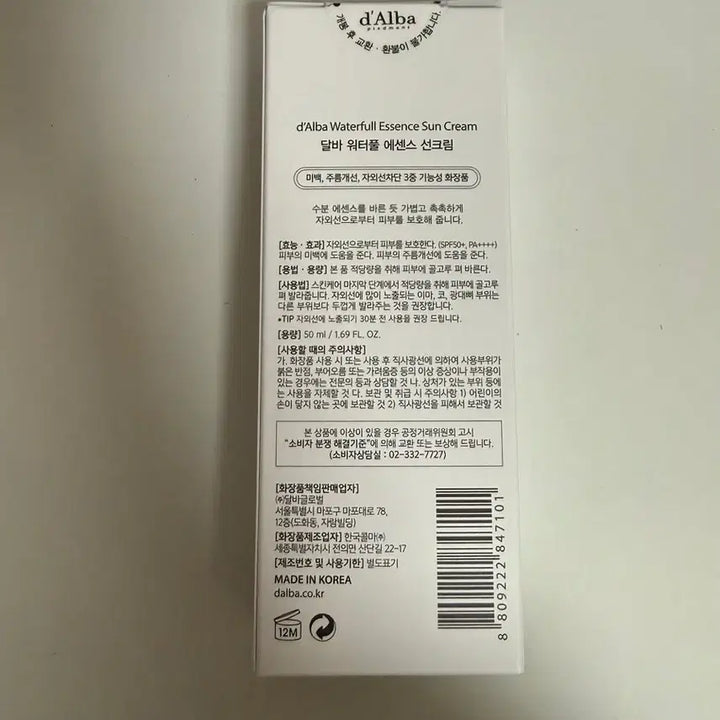 d'Alba
piedmont
개봉 후 교환 · 환불이 불가합니다.
d'Alba Waterfull Essence Sun Cream
달바 워터풀 에센스 선크림
미백, 주름개선, 자외선차단 3중 기능성 화장품
수분 에센스를 바른 듯 가볍고 촉촉하게
자외선으로부터 피부를 보호해 줍니다.
[효능 · 효과] 자외선으로부터 피부를 보호한다. (SPF50+, PA++++)
피부의 미백에 도움을 준다. 피부의 주름개선에 도움을 준다.
[용법 · 용량] 본 품 적당량을 취해 피부에 골고루 펴 바른다.
[사용법] 스킨케어 마지막 단계에서 적당량을 취해 피부에 골고루
펴 발라줍니다. 자외선에 많이 노출되는 이마, 코, 광대뼈 부위는
다른 부위보다 두껍게 발라주는 것을 권장합니다.
•TIP 자외선에 노출되기 30분 전 사용을 권장 드립니다.
[용량] 50 ml / 1.69 FL. OZ.
[사용할 때의 주의사항]
가. 화장품 사용 시 또는 사용 후 직사광선에 의하여 사용부위가
붉은 반점, 부어오름 또는 가려움증 등의 이상 증상이나 부작용이
있는 경우에는 전문의 등과 상담할 것 나. 상처가 있는 부위 등에
는 사용을 자제할 것 다. 보관 및 취급 시 주의사항 1) 어린이의
손이 닿지 않는 곳에 보관할 것 2) 직사광선을 피해서 보관할 것
본 상품에 이상이 있을 경우 공정거래위원회 고시
"소비자 분쟁 해결기준"에 의해 교환 또는 보상해 드립니다.
(소비자상담실 : 02-332-7727)
[화장품책임판매업자]
㈜달바글로벌
서울특별시 마포구 마포대로 78,
12층(도화동, 자람빌딩)
[화장품제조업자] 한국콜마㈜
세종특별자치시 전의면 산단길 22-17
[제조번호 및 사용기한] 별도표기
MADE IN KOREA
dalba.co.kr
12M
8 809222 847101